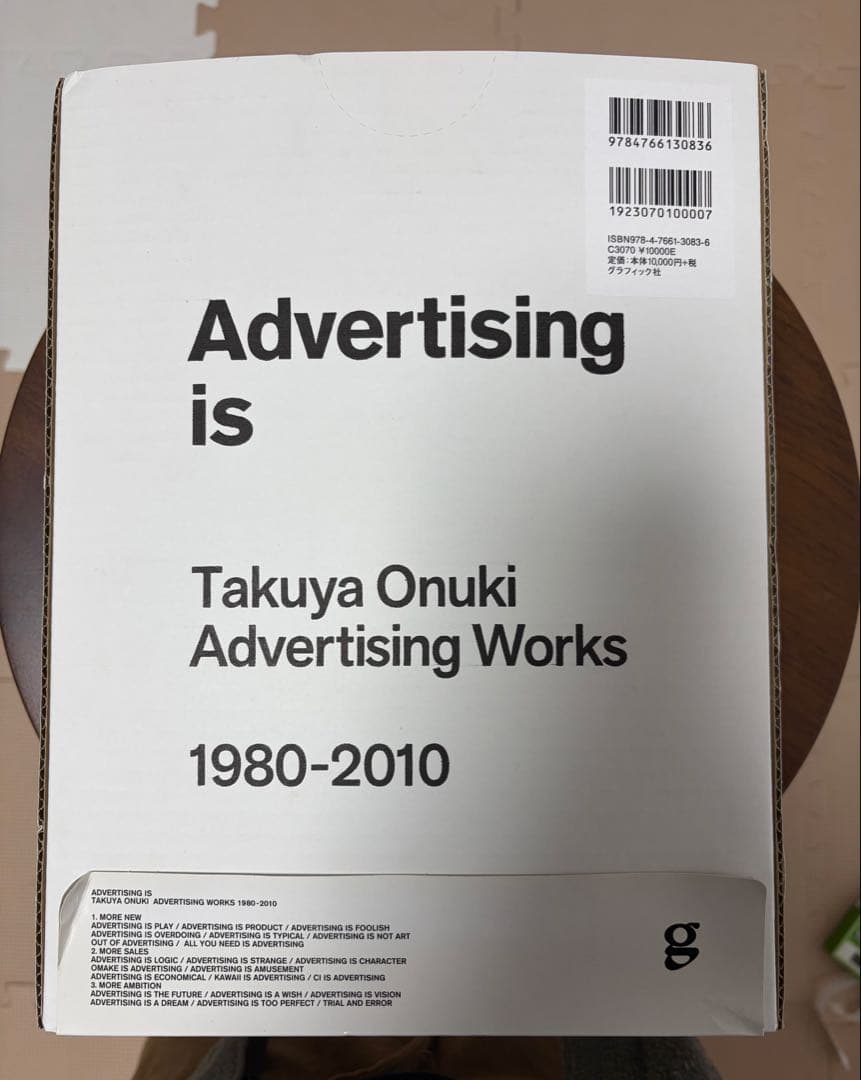 9784766130836
1923070100007
ISBN978-4-7661-3083-6
C3070 ¥10000E
定価:本体10,000円+税
グラフィック社
Advertising
is
Takuya Onuki
Advertising Works
1980-2010
ADVERTISING IS
TAKUYA ONUKI ADVERTISING WORKS 1980-2010
1. MORE NEW
ADVERTISING IS PLAY / ADVERTISING IS PRODUCT / ADVERTISING IS FOOLISH
ADVERTISING IS OVERDOING / ADVERTISING IS TYPICAL / ADVERTISING IS NOT ART
OUT OF ADVERTISING / ALL YOU NEED IS ADVERTISING
2. MORE SALES
ADVERTISING IS LOGIC / ADVERTISING IS STRANGE / ADVERTISING IS CHARACTER
OMAKE IS ADVERTISING / ADVERTISING IS AMUSEMENT
ADVERTISING IS ECONOMICAL / KAWAII IS ADVERTISING / CI IS ADVERTISING
3. MORE AMBITION
ADVERTISING IS THE FUTURE / ADVERTISING IS A WISH / ADVERTISING IS VISION
ADVERTISING IS A DREAM / ADVERTISING IS TOO PERFECT / TRIAL AND ERROR
g